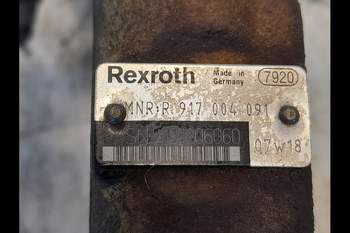 Rexroth Made in Germany 7920
MNR:R 917 004 091
07W18